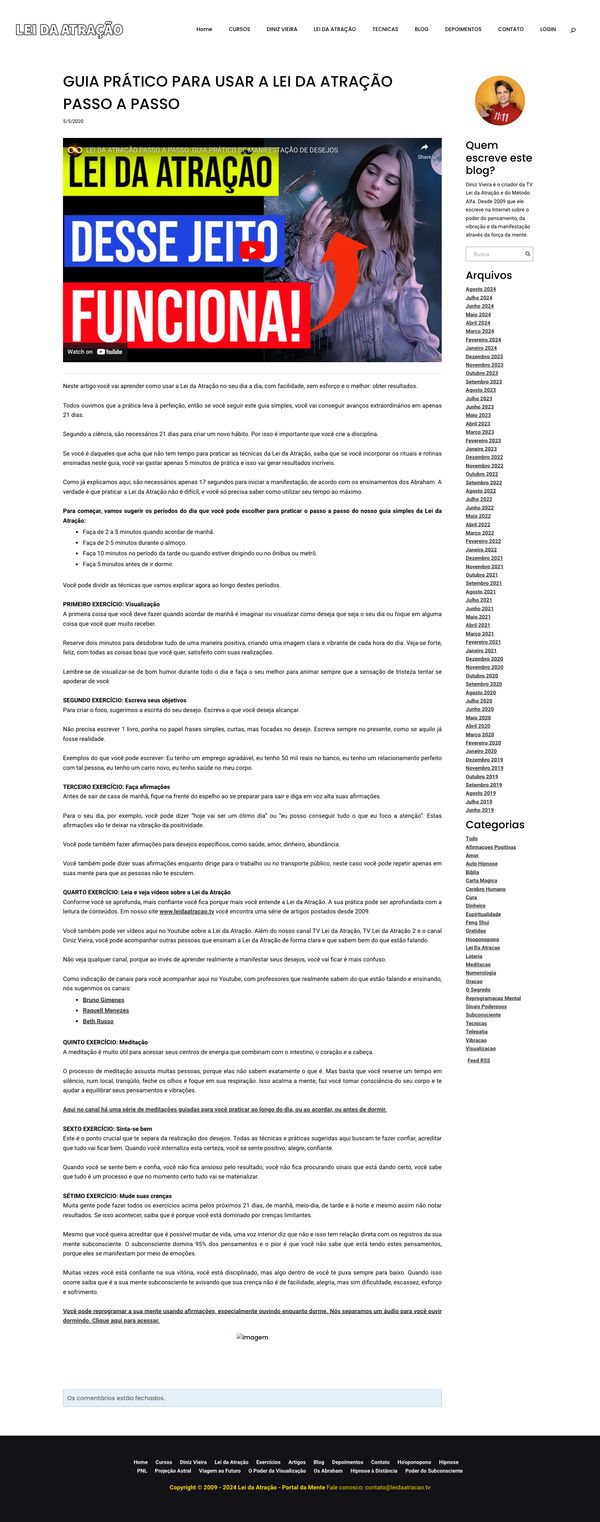 LEI DA ATRAÇÃO
Home CURSOS DINIZ VIEIRA LEI DA ATRAÇÃO TECNICAS BLOG DEPOIMENTOS CONTATO LOGIN
GUIA PRÁTICO PARA USAR A LEI DA ATRAÇÃO
PASSO A PASSO
5/5/2020
LEI DA ATRAÇÃO PASSO A PASSO: GUIA PRÁTICO DE MANIFESTAÇÃO DE DESEJOS
Share
LEI DA ATRAÇÃO
DESSE JEITO
FUNCIONA!
Watch on YouTube
Neste artigo você vai aprender como usar a Lei da Atração no seu dia a dia, com facilidade, sem esforço e o melhor: obter resultados.
Todos ouvimos que a prática leva à perfeição, então se você seguir este guia simples, você vai conseguir avanços extraordinários em apenas
21 dias.
Segundo a ciência, são necessários 21 dias para criar um novo hábito. Por isso é importante que você crie a disciplina.
Se você é daqueles que acha que não tem tempo para praticar as técnicas da Lei da Atração, saiba que se você incorporar os rituais e rotinas
ensinadas neste guia, você vai gastar apenas 5 minutos de prática e isso vai gerar resultados incríveis.
Como já explicamos aqui, são necessários apenas 17 segundos para iniciar a manifestação, de acordo com os ensinamentos dos Abraham. A
verdade é que praticar a Lei da Atração não é difícil, e você só precisa saber como utilizar seu tempo ao máximo.
Para começar, vamos sugerir os períodos do dia que você pode escolher para praticar o passo a passo do nosso guia simples da Lei da
Atração:
• Faça de 2 a 5 minutos quando acordar de manhã.
• Faça de 2-5 minutos durante o almoço.
• Faça 10 minutos no período da tarde ou quando estiver dirigindo ou no ônibus ou metrô.
• Faça 5 minutos antes de ir dormir.
Você pode dividir as técnicas que vamos explicar agora ao longo destes períodos.
PRIMEIRO EXERCÍCIO: Visualização
A primeira coisa que você deve fazer quando acordar de manhã é imaginar ou visualizar como deseja que seja o seu dia ou foque em alguma
coisa que você quer muito receber.
Reserve dois minutos para desdobrar tudo de uma maneira positiva, criando uma imagem clara e vibrante de cada hora do dia. Veja-se forte,
feliz, com todas as coisas boas que você quer, satisfeito com suas realizações.
Lembre-se de visualizar-se de bom humor durante todo o dia e faça o seu melhor para animar sempre que a sensação de tristeza tentar se
apoderar de você.
SEGUNDO EXERCÍCIO: Escreva seus objetivos
Para criar o foco, sugerimos a escrita do seu desejo. Escreva o que você deseja alcançar.
Não precisa escrever 1 livro, ponha no papel frases simples, curtas, mas focadas no desejo. Escreva sempre no presente, como se aquilo já
fosse realidade.
Exemplos do que você pode escrever: Eu tenho um emprego agradável, eu tenho 50 mil reais no banco, eu tenho um relacionamento perfeito
com tal pessoa, eu tenho um carro novo, eu tenho saúde no meu corpo.
TERCEIRO EXERCÍCIO: Faça afirmações
Antes de sair de casa de manhã, fique na frente do espelho ao se preparar para sair e diga em voz alta suas afirmações.
Para o seu dia, por exemplo, você pode dizer “hoje vai ser um ótimo dia” ou “eu posso conseguir tudo o que eu foco a atenção”. Estas
afirmações vão te deixar na vibração da positividade.
Você pode também fazer afirmações para desejos específicos, como saúde, amor, dinheiro, abundância.
Você também pode dizer suas afirmações enquanto dirige para o trabalho ou no transporte público, neste caso você pode repetir apenas em
sua mente para que as pessoas não te escutem.
QUARTO EXERCÍCIO: Leia e veja vídeos sobre a Lei da Atração
Conforme você se aprofunda, mais confiante você fica porque mais você entende a Lei da Atração. A sua prática pode ser aprofundada com a
leitura de conteúdos. Em nosso site www.leidaatracao.tv você encontra uma série de artigos postados desde 2009.
Você também pode ver vídeos aqui no Youtube sobre a Lei da Atração. Além do nosso canal TV Lei da Atração, TV Lei da Atração 2 e o canal
Diniz Vieira, você pode acompanhar outras pessoas que ensinam a Lei da Atração de forma clara e que sabem bem do que estão falando.
Não veja qualquer canal, porque ao invés de aprender realmente a manifestar seus desejos, você vai ficar é mais confuso.
Como indicação de canais para você acompanhar aqui no Youtube, com professores que realmente sabem do que estão falando e ensinando,
nós sugerimos os canais:
• Bruno Gimenes
• Raquell Menezes
• Beth Russo
QUINTO EXERCÍCIO: Meditação
A meditação é muito útil para acessar seus centros de energia que combinam com o intestino, o coração e a cabeça.
O processo de meditação assusta muitas pessoas, porque elas não sabem exatamente o que é. Mas basta que você reserve um tempo em
silêncio, num local, tranqüilo, feche os olhos e foque em sua respiração. Isso acalma a mente, faz você tomar consciência do seu corpo e te
ajudar a equilibrar seus pensamentos e vibrações.
Aqui no canal há uma série de meditações guiadas para você praticar ao longo do dia, ou ao acordar, ou antes de dormir.
SEXTO EXERCÍCIO: Sinta-se bem
Este é o ponto crucial que te separa da realização dos desejos. Todas as técnicas e práticas sugeridas aqui buscam te fazer confiar, acreditar
que tudo vai ficar bem. Quando você internaliza esta certeza, você se sente positivo, alegre, confiante.
Quando você se sente bem e confia, você não fica ansioso pelo resultado, você não fica procurando sinais que está dando certo, você sabe
que tudo é um processo e que no momento certo tudo vai se materializar.
SÉTIMO EXERCÍCIO: Mude suas crenças
Muita gente pode fazer todos os exercícios acima pelos próximos 21 dias, de manhã, meio-dia, de tarde e à noite e mesmo assim não notar
resultados. Se isso acontecer, saiba que é porque você está dominado por crenças limitantes.
Mesmo que você queira acreditar que é possível mudar de vida, uma voz interior diz que não e isso tem relação direta com os registros da sua
mente subconsciente. O subconsciente domina 95% dos pensamentos e o pior é que você não sabe que está tendo estes pensamentos,
porque eles se manifestam por meio de emoções.
Muitas vezes você está confiante na sua vitória, você está disciplinado, mas algo dentro de você te puxa sempre para baixo. Quando isso
ocorre saiba que é a sua mente subconsciente te avisando que sua crença não é de facilidade, alegria, mas sim dificuldade, escassez, esforço
e sofrimento.
Você pode reprogramar a sua mente usando afirmações, especialmente ouvindo enquanto dorme. Nós separamos um áudio para você ouvir
dormindo. Clique aqui para acessar.
Imagem
Os comentários estão fechados.
11:11
Quem
escreve este
blog?
Diniz Vieira é o criador da TV
Lei da Atração e do Método
Alfa. Desde 2009 que ele
escreve na Internet sobre o
poder do pensamento, da
vibração e da manifestação
através da força da mente.
Busca
Arquivos
Agosto 2024
Julho 2024
Junho 2024
Maio 2024
Abril 2024
Março 2024
Fevereiro 2024
Janeiro 2024
Dezembro 2023
Novembro 2023
Outubro 2023
Setembro 2023
Agosto 2023
Julho 2023
Junho 2023
Maio 2023
Abril 2023
Março 2023
Fevereiro 2023
Janeiro 2023
Dezembro 2022
Novembro 2022
Outubro 2022
Setembro 2022
Agosto 2022
Julho 2022
Junho 2022
Maio 2022
Abril 2022
Março 2022
Fevereiro 2022
Janeiro 2022
Dezembro 2021
Novembro 2021
Outubro 2021
Setembro 2021
Agosto 2021
Julho 2021
Junho 2021
Maio 2021
Abril 2021
Março 2021
Fevereiro 2021
Janeiro 2021
Dezembro 2020
Novembro 2020
Outubro 2020
Setembro 2020
Agosto 2020
Julho 2020
Junho 2020
Maio 2020
Abril 2020
Março 2020
Fevereiro 2020
Janeiro 2020
Dezembro 2019
Novembro 2019
Outubro 2019
Setembro 2019
Agosto 2019
Julho 2019
Junho 2019
Categorias
Tudo
Afirmacoes Positivas
Amor
Auto Hipnose
Biblia
Carta Magica
Cerebro Humano
Cura
Dinheiro
Espiritualidade
Feng Shui
Gratidao
Hooponopono
Lei Da Atracao
Loteria
Meditacao
Numerologia
Oracao
O Segredo
Reprogramacao Mental
Sinais Poderosos
Subconsciente
Tecnicas
Telepatia
Vibracao
Visualizacao
Feed RSS
Home Cursos Diniz Vieira Lei da Atração Exercícios Artigos Blog Depoimentos Contato Ho'oponopono Hipnose
PNL Projeção Astral Viagem ao Futuro O Poder da Visualização Os Abraham Hipnose à Distância Poder do Subconsciente
Copyright © 2009 - 2024 Lei da Atração - Portal da Mente Fale conosco: contato@leidaatracao.tv